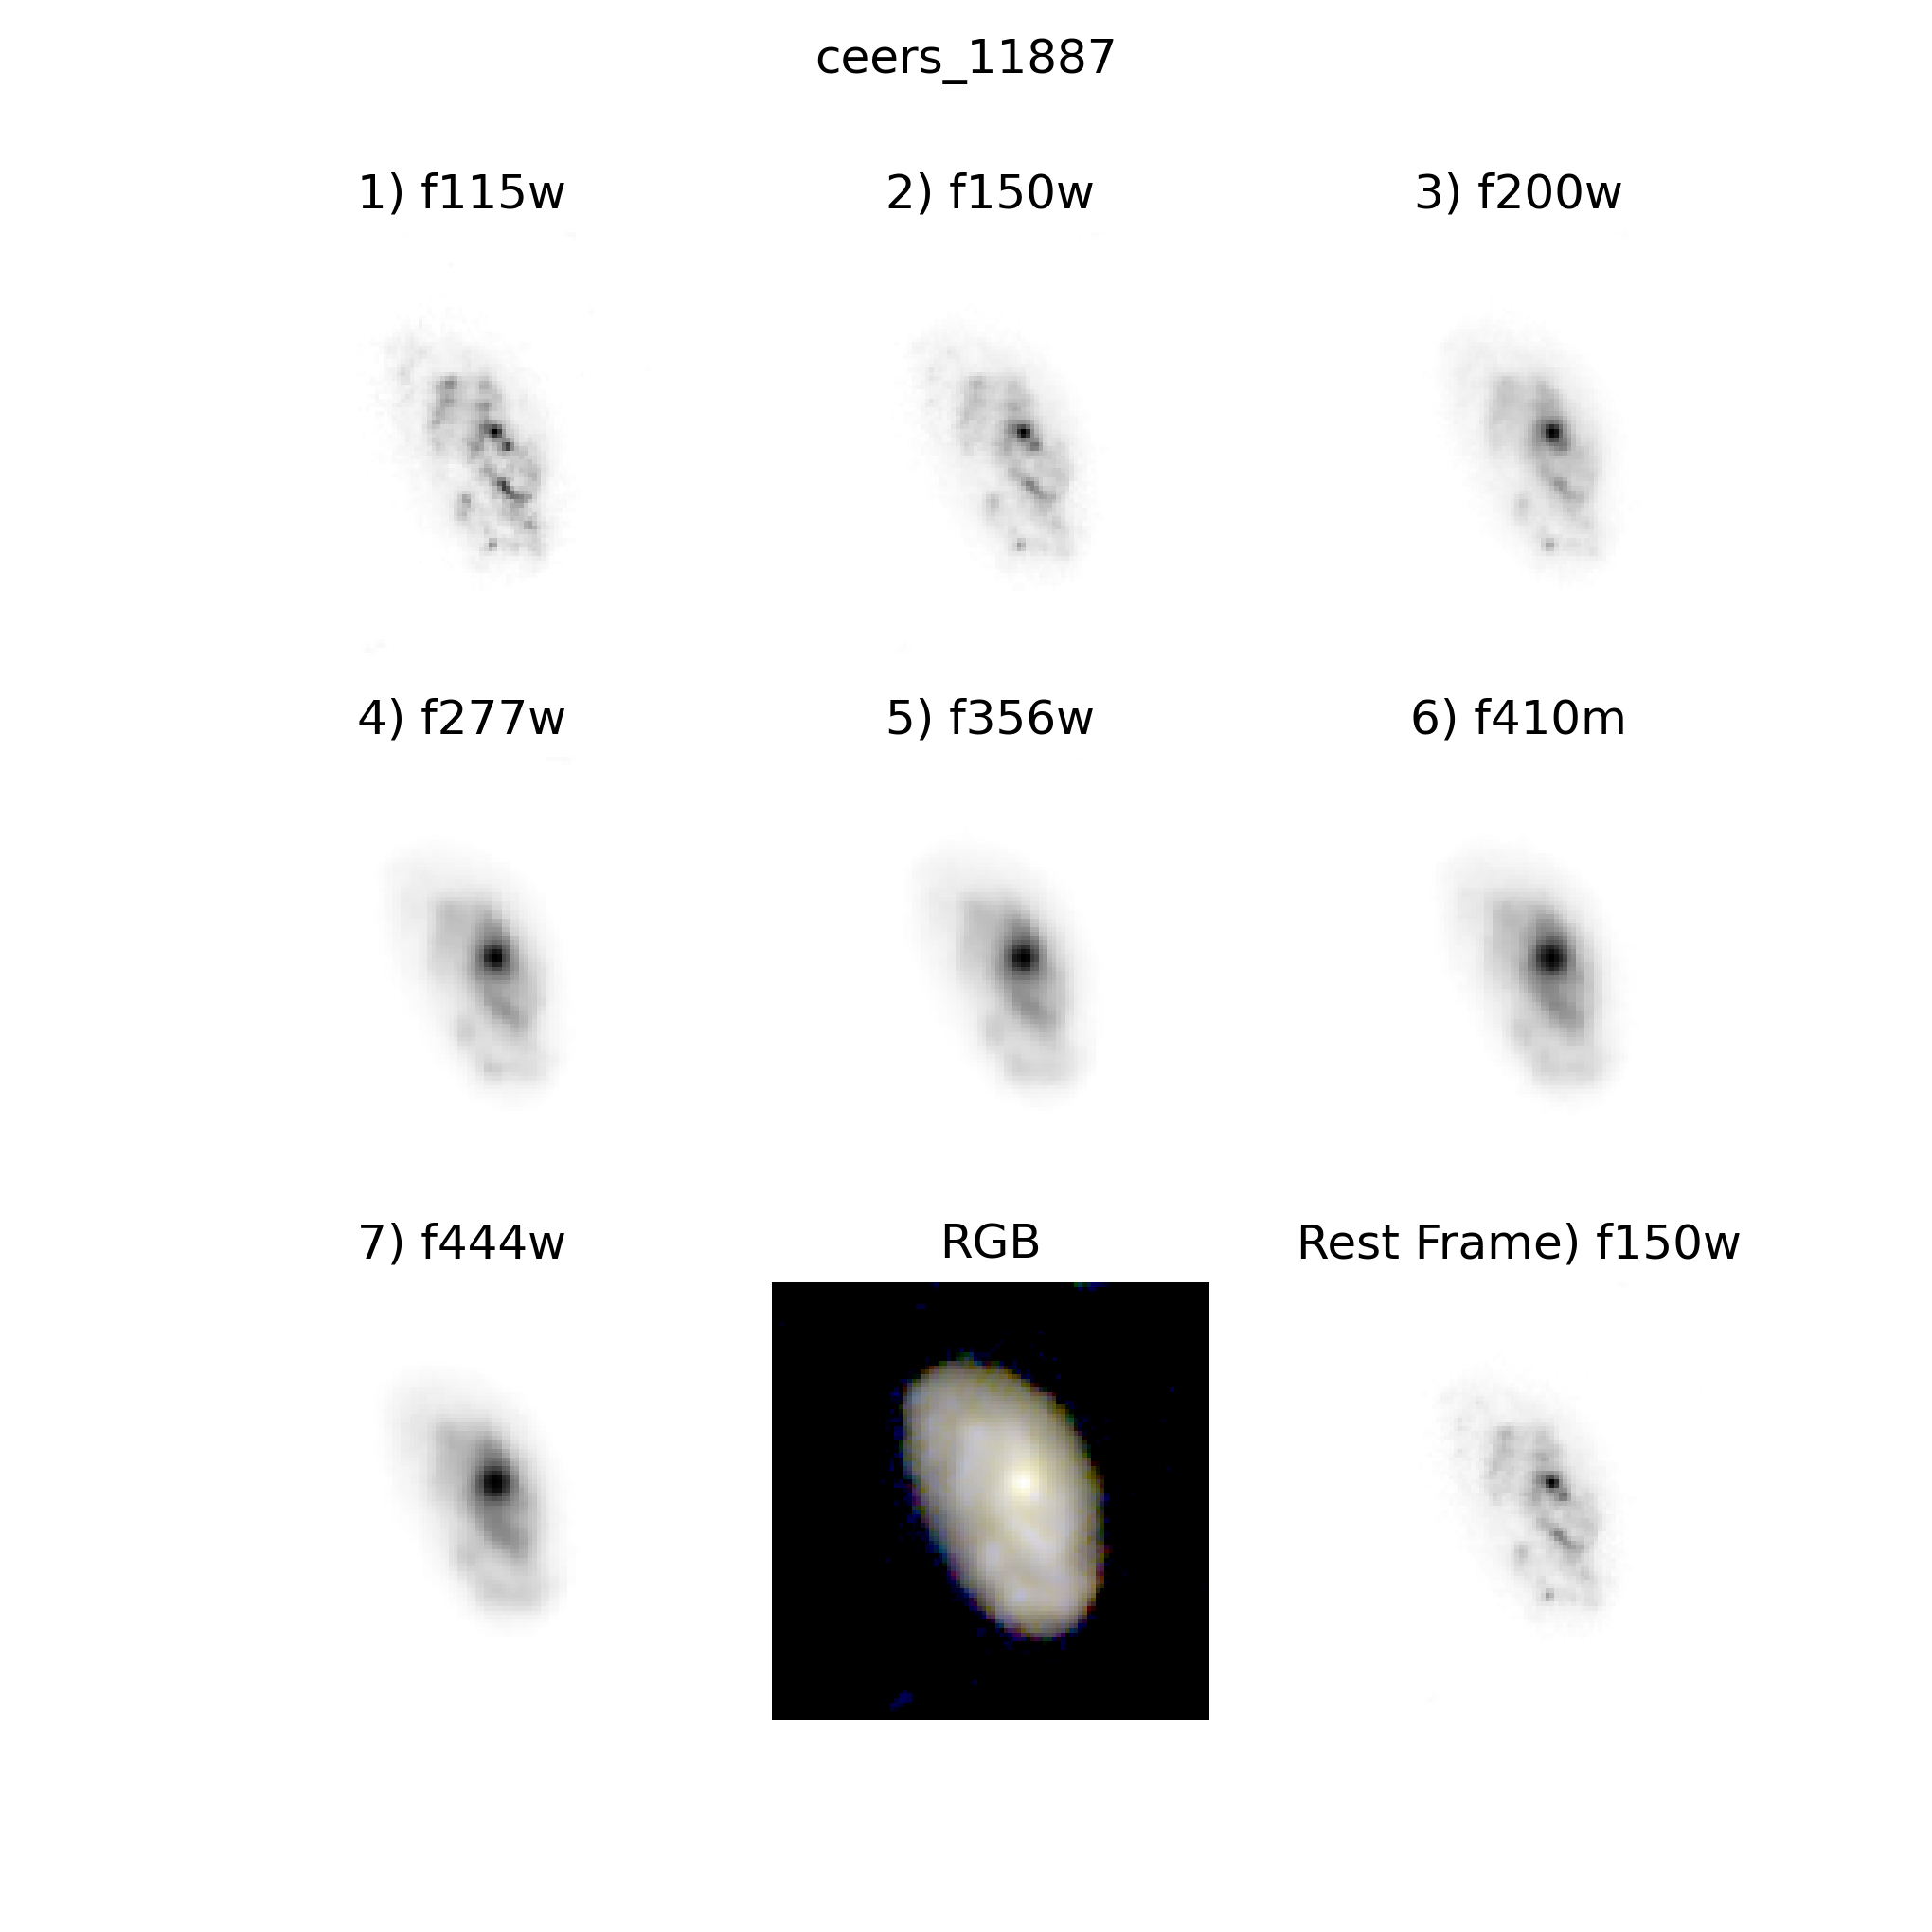 ceers_11887
1) f115w
2) f150w
3) f200w
4) f277w
5) f356w
6) f410m
7) f444w
RGB
Rest Frame) f150w